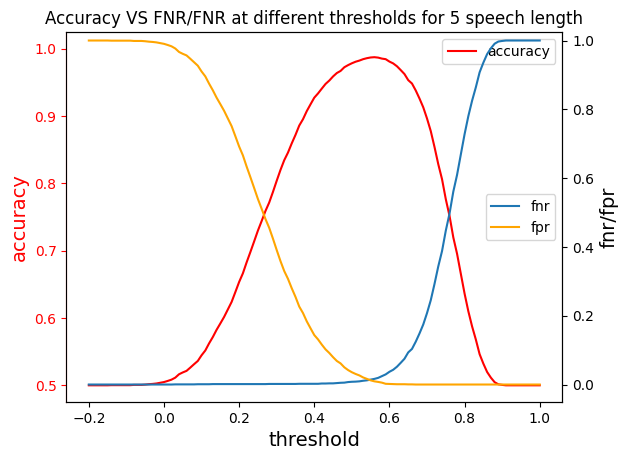 Accuracy VS FNR/FNR at different thresholds for 5 speech length
accuracy
fnr
fpr
accuracy
1.0
0.9
0.8
0.7
0.6
0.5
1.0
0.8
0.6
0.4
0.2
0.0
fnr/fpr
−0.2 0.0 0.2 0.4 0.6 0.8 1.0
threshold